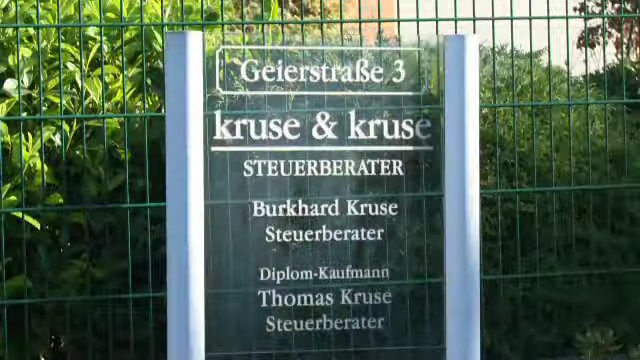 Geierstraße 3
kruse & kruse
STEUERBERATER
Burkhard Kruse
Steuerberater
Diplom-Kaufmann
Thomas Kruse
Steuerberater